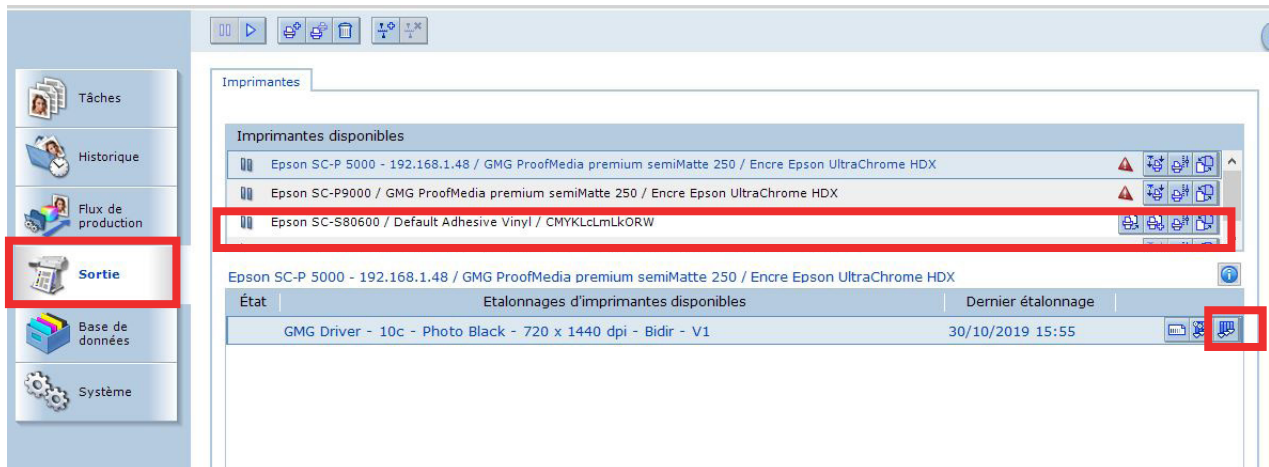 Imprimantes
Tâches
Historique
Flux de
production
Sortie
Base de
données
Système
Imprimantes disponibles
Epson SC-P 5000 - 192.168.1.48 / GMG ProofMedia premium semiMatte 250 / Encre Epson UltraChrome HDX
Epson SC-P9000 / GMG ProofMedia premium semiMatte 250 / Encre Epson UltraChrome HDX
Epson SC-S80600 / Default Adhesive Vinyl / CMYKLcLmLkORW
Epson SC-P 5000 - 192.168.1.48 / GMG ProofMedia premium semiMatte 250 / Encre Epson UltraChrome HDX
État Etalonnages d'imprimantes disponibles Dernier étalonnage
GMG Driver - 10c - Photo Black - 720 x 1440 dpi - Bidir - V1 30/10/2019 15:55